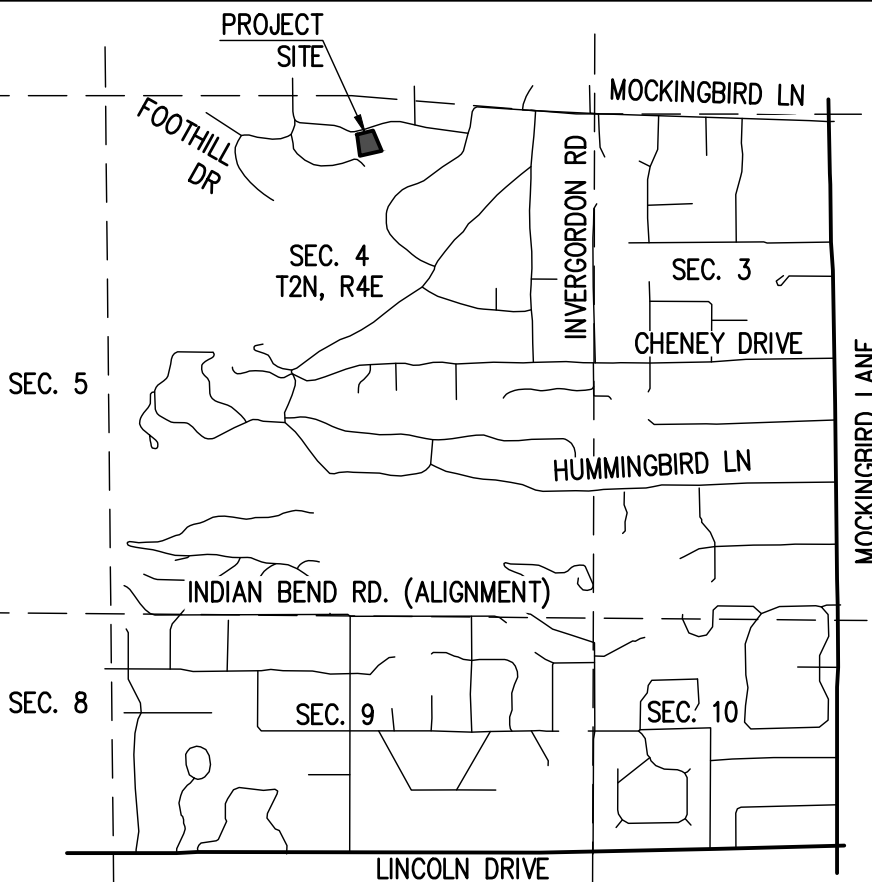 PROJECT
SITE
MOCKINGBIRD LN
FOOTHILL
DR
INVERGORDON RD
SEC. 4
T2N, R4E
SEC. 3
CHENEY DRIVE
MOCKINGBIRD LANE
SEC. 5
HUMMINGBIRD LN
INDIAN BEND RD. (ALIGNMENT)
SEC. 8
SEC. 9
SEC. 10
LINCOLN DRIVE